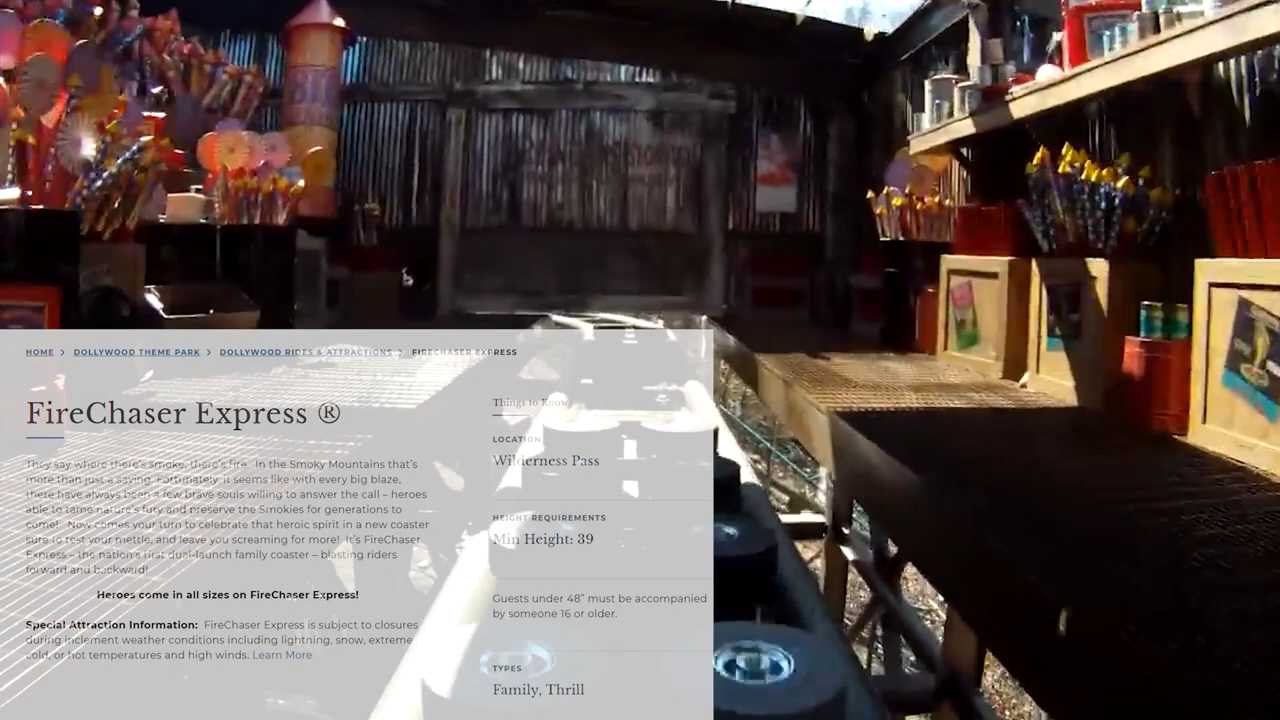 HOME > DOLLYWOOD THEME PARK > DOLLYWOOD RIDES & ATTRACTIONS > FIRECHASER EXPRESS
FireChaser Express ®
They say where there's smoke, there's fire. In the Smoky Mountains that's
more than just a saying. Fortunately, it seems like with every big blaze,
there have always been a few brave souls willing to answer the call – heroes
able to tame nature's fury and preserve the Smokies for generations to
come! Now comes your turn to celebrate that heroic spirit in a new coaster
sure to test your mettle, and leave you screaming for more! It's FireChaser
Express – the nation's first dual-launch family coaster – blasting riders
forward and backward!
Heroes come in all sizes on FireChaser Express!
Special Attraction Information: FireChaser Express is subject to closures
during inclement weather conditions including lightning, snow, extreme
cold, or hot temperatures and high winds. Learn More
Things to Know
LOCATION
Wilderness Pass
HEIGHT REQUIREMENTS
Min Height: 39
Guests under 48" must be accompanied
by someone 16 or older.
TYPES
Family, Thrill